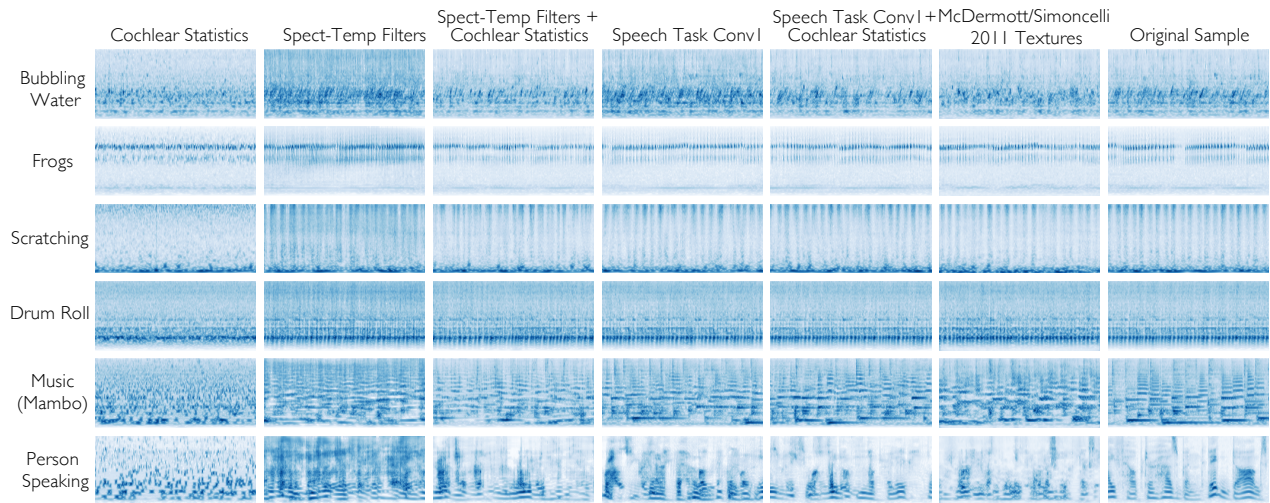 Spect-Temp Filters + Speech Task Conv1+ McDermott/Simoncelli
Cochlear Statistics Spect-Temp Filters Cochlear Statistics Speech Task Conv1 Cochlear Statistics 2011 Textures Original Sample
Bubbling
Water
Frogs
Scratching
Drum Roll
Music
(Mambo)
Person
Speaking